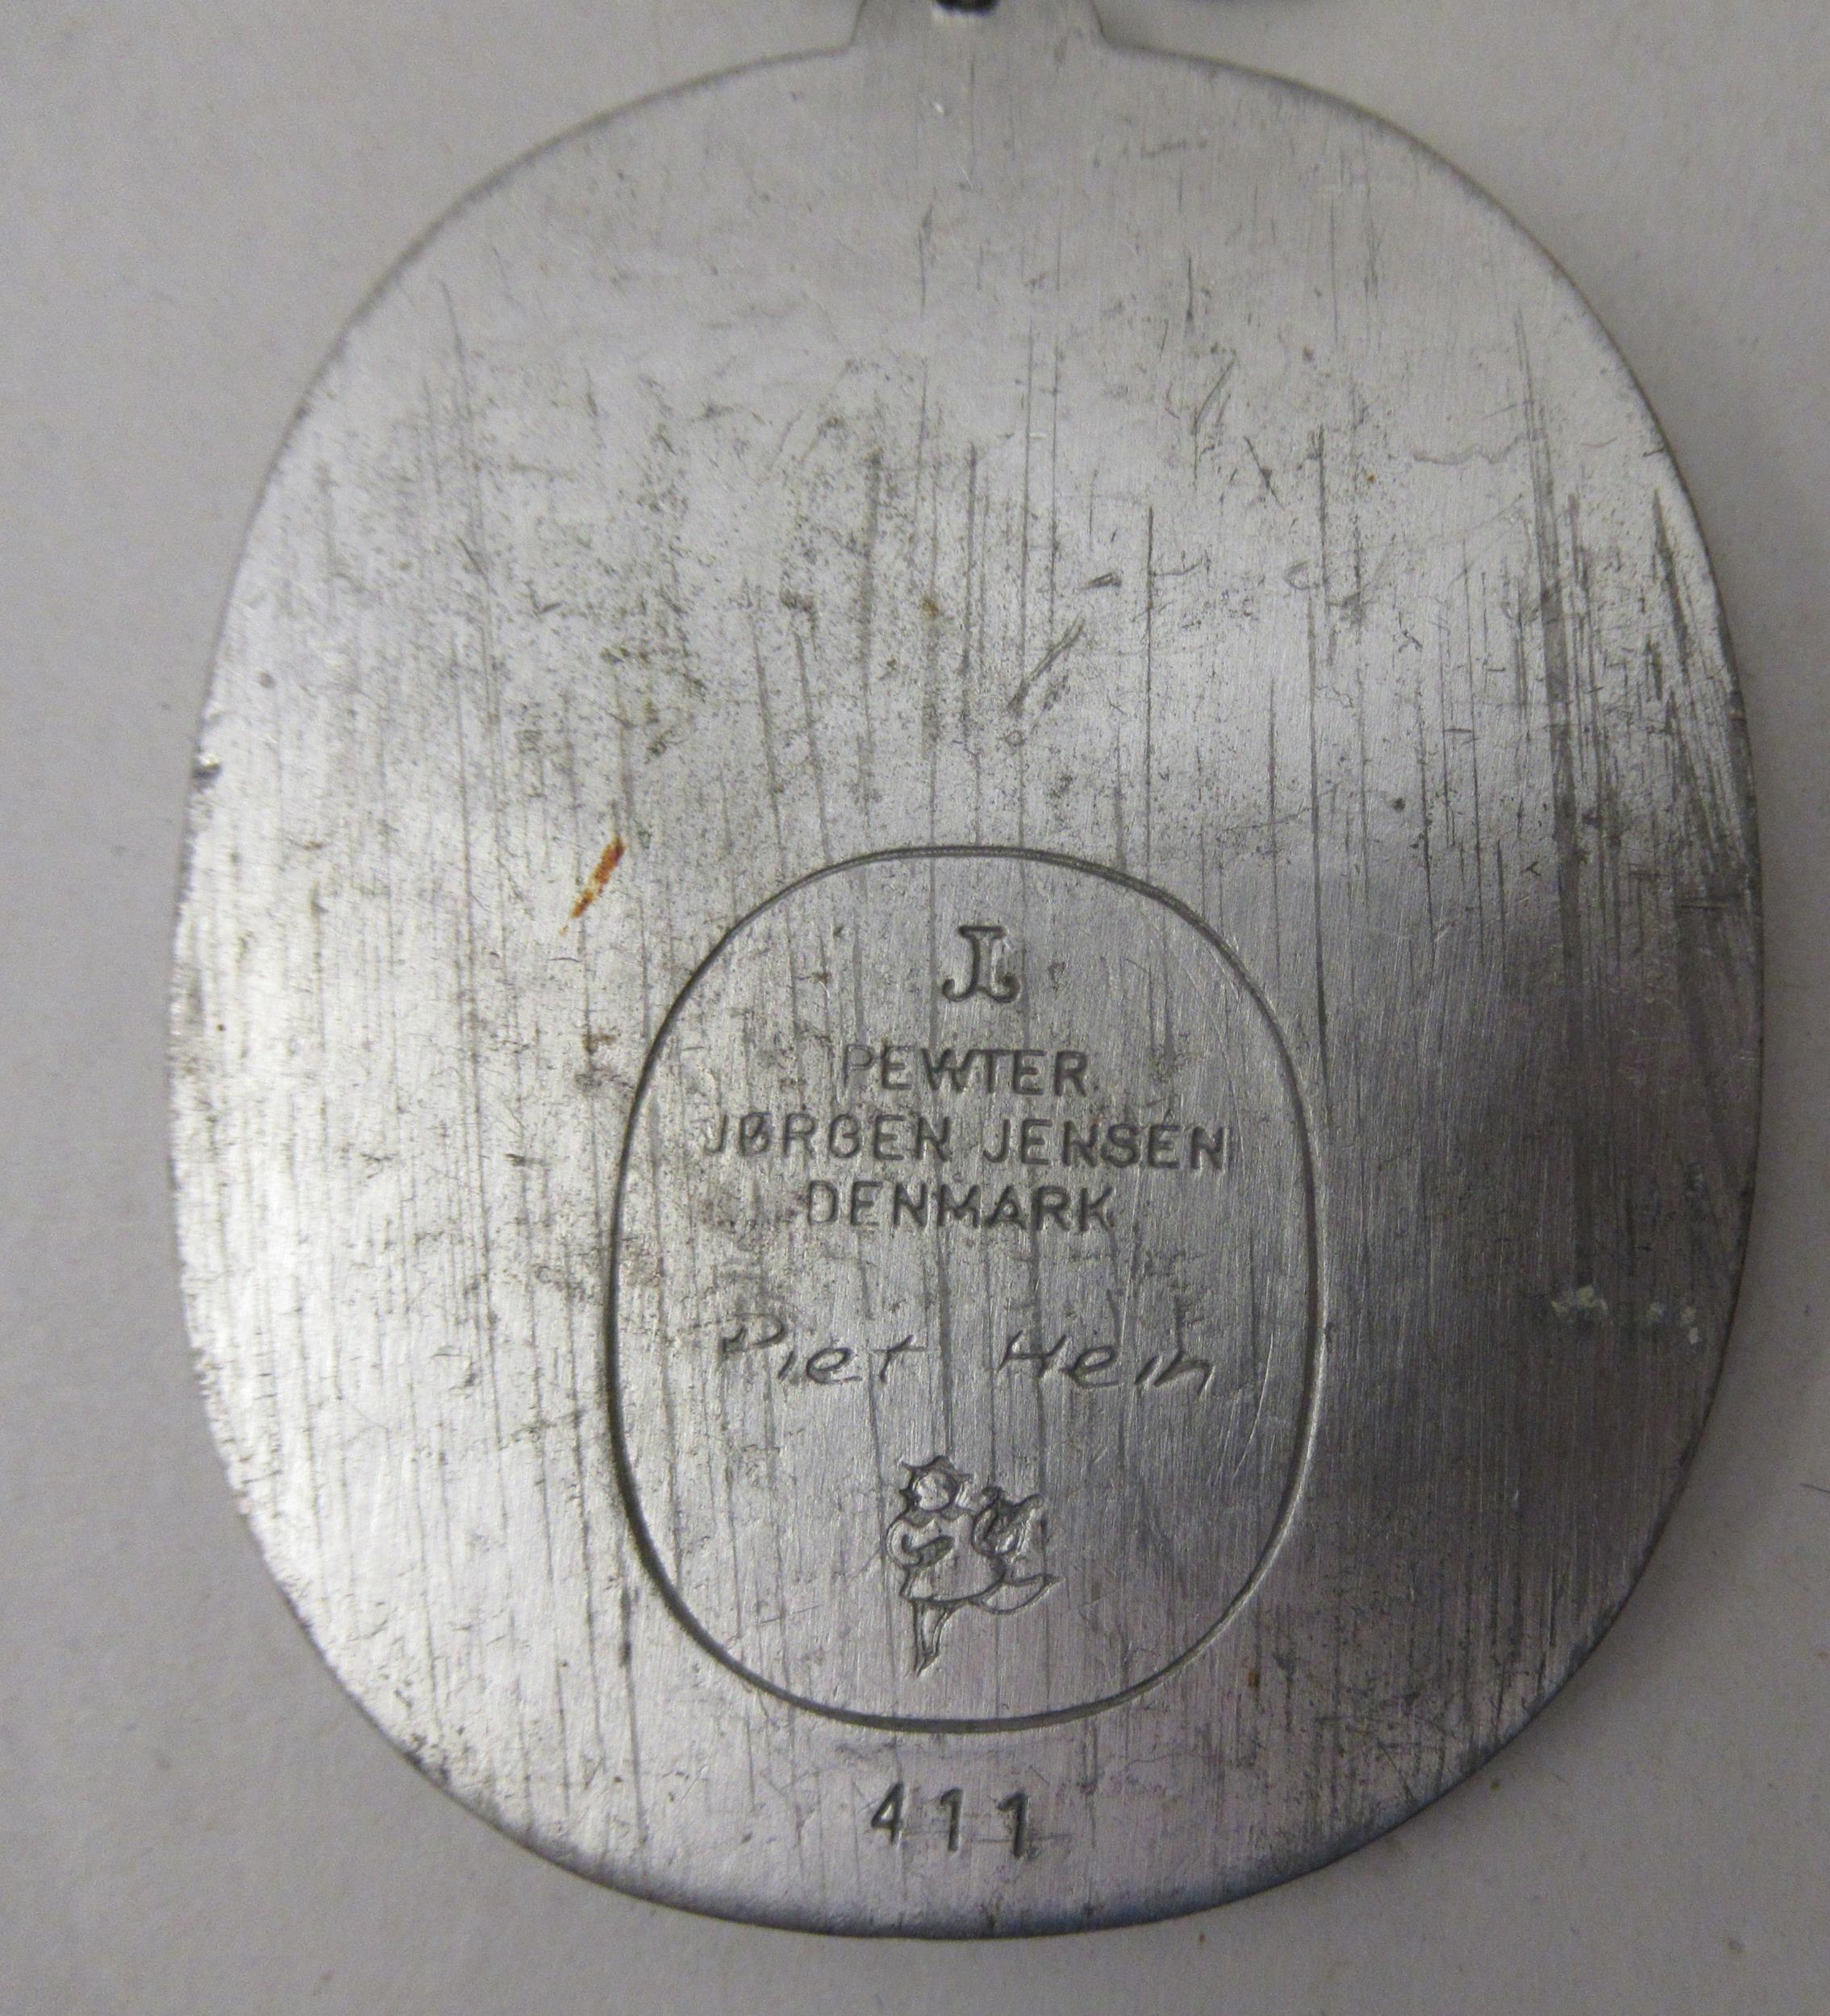 JJ
PEWTER
JØRGEN JENSEN
DENMARK
Piet Hein
411